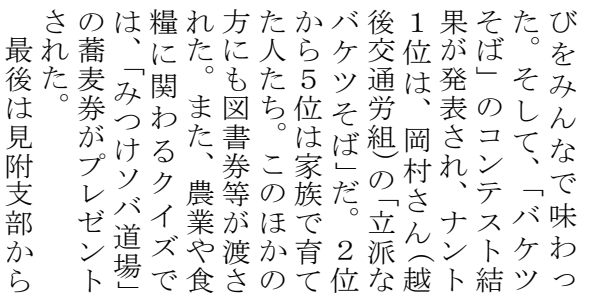 びをみんなで味わっ
た。そして、「バケツ
そば」のコンテスト結
果が発表され、ナント
１位は、岡村さん（越
後交通労組）の「立派な
バケツそば」だ。２位
から５位は家族で育て
た人たち。このほかの
方にも図書券等が渡さ
れた。また、農業や食
糧に関わるクイズで
は、「みつけソバ道場」
の蕎麦券がプレゼント
された。
最後は見附支部から